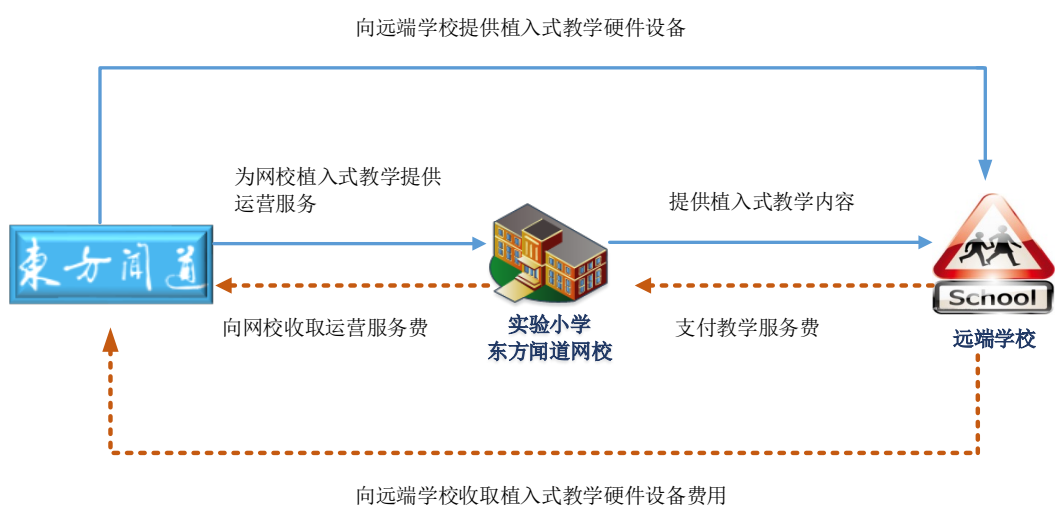 向远端学校提供植入式教学硬件设备
为网校植入式教学提供
运营服务
提供植入式教学内容
東方闻道
School
向网校收取运营服务费
实验小学
东方闻道网校
支付教学服务费
远端学校
向远端学校收取植入式教学硬件设备费用